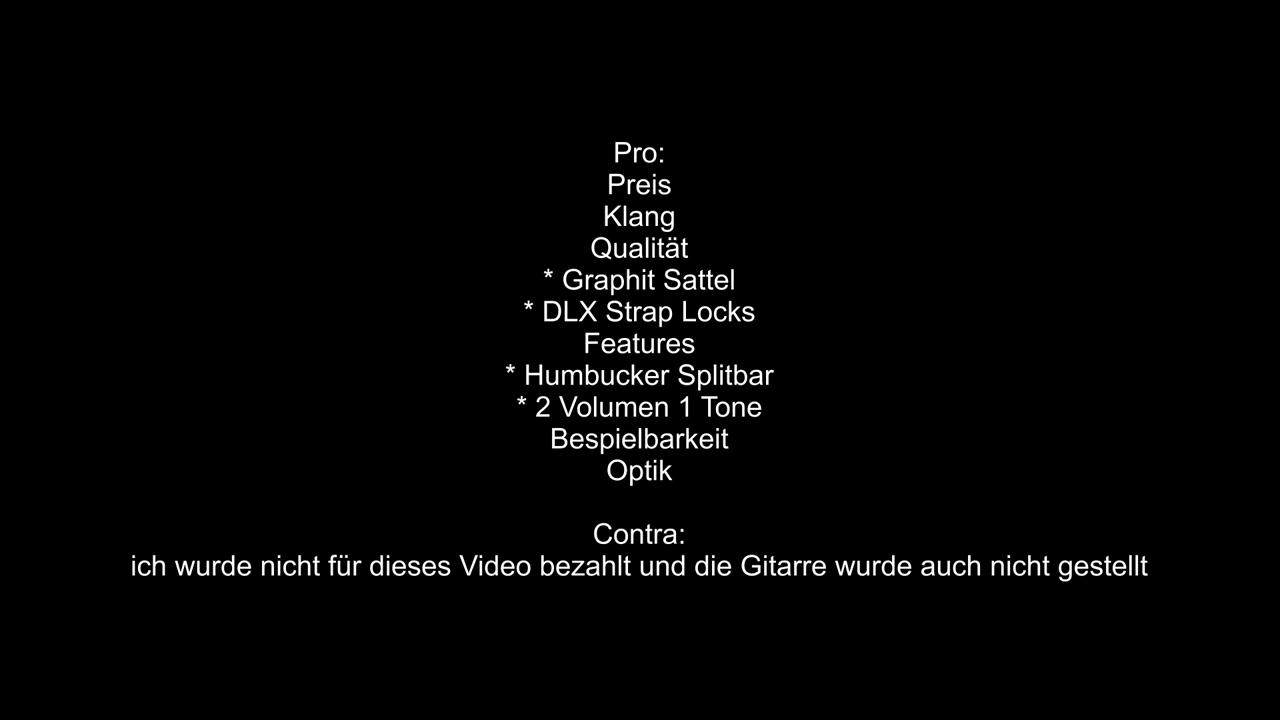 Pro:
Preis
Klang
Qualität
* Graphit Sattel
* DLX Strap Locks
Features
* Humbucker Splitbar
* 2 Volumen 1 Tone
Bespielbarkeit
Optik
Contra:
ich wurde nicht für dieses Video bezahlt und die Gitarre wurde auch nicht gestellt